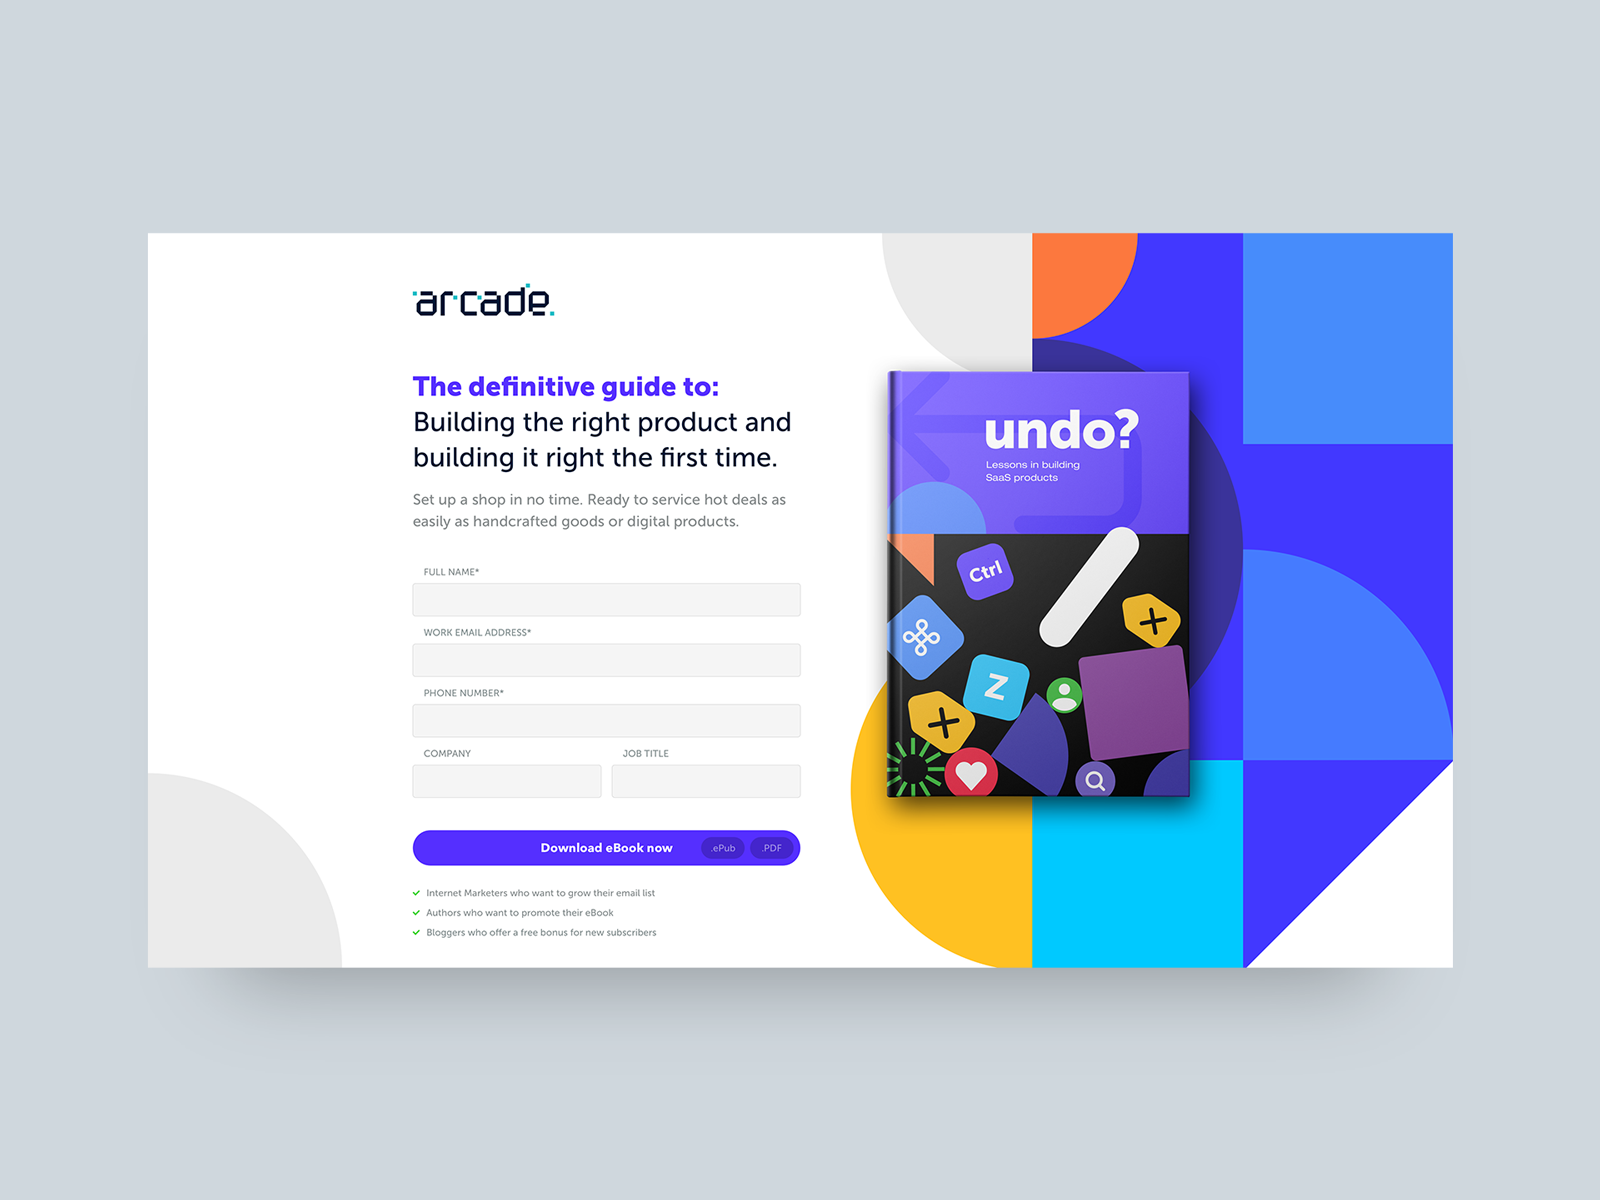 arcade.
The definitive guide to:
Building the right product and
building it right the first time.
Set up a shop in no time. Ready to service hot deals as
easily as handcrafted goods or digital products.
FULL NAME*
WORK EMAIL ADDRESS*
PHONE NUMBER*
COMPANY JOB TITLE
Download eBook now .ePub .PDF
Internet Marketers who want to grow their email list
Authors who want to promote their eBook
Bloggers who offer a free bonus for new subscribers
undo?
Lessons in building
SaaS products
Ctrl
Z